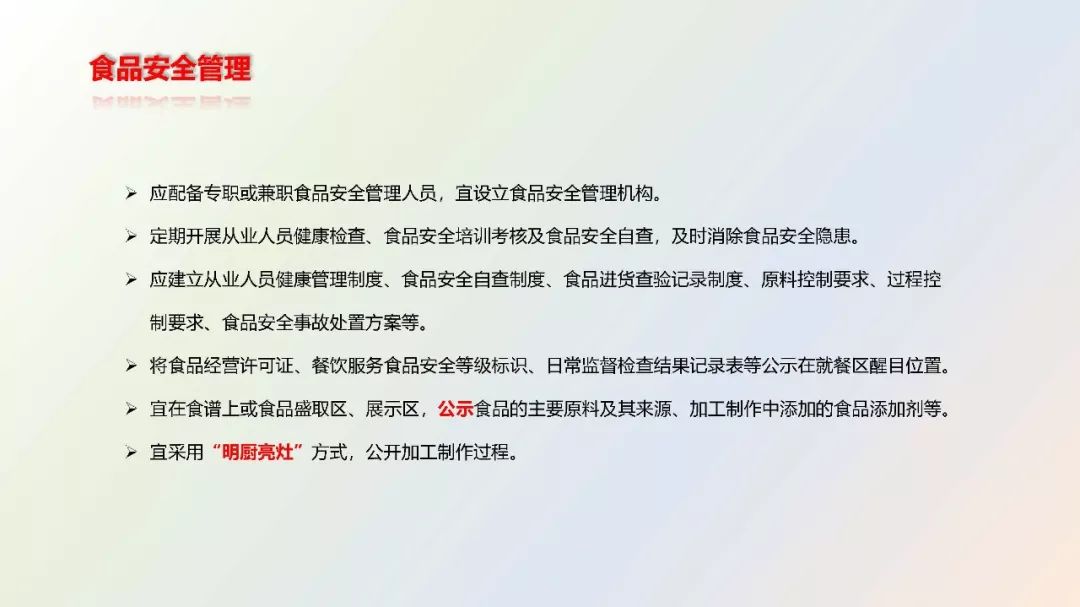 食品安全管理
➢ 应配备专职或兼职食品安全管理人员，宜设立食品安全管理机构。
➢ 定期开展从业人员健康检查、食品安全培训考核及食品安全自查，及时消除食品安全隐患。
➢ 应建立从业人员健康管理制度、食品安全自查制度、食品进货查验记录制度、原料控制要求、过程控
制要求、食品安全事故处置方案等。
➢ 将食品经营许可证、餐饮服务食品安全等级标识、日常监督检查结果记录表等公示在就餐区醒目位置。
➢ 宜在食谱上或食品盛取区、展示区，公示食品的主要原料及其来源、加工制作中添加的食品添加剂等。
➢ 宜采用“明厨亮灶”方式，公开加工制作过程。